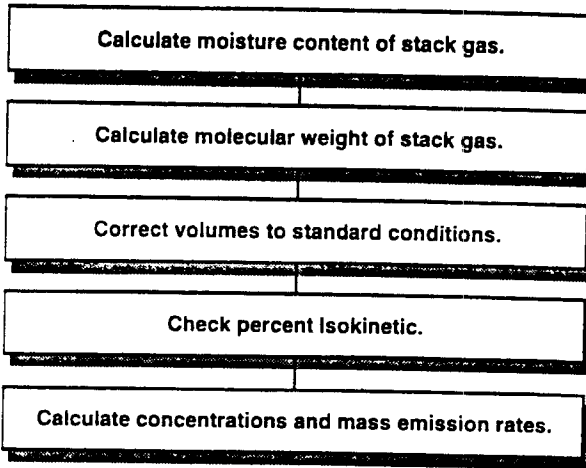 Calculate moisture content of stack gas.
Calculate molecular weight of stack gas.
Correct volumes to standard conditions.
Check percent Isokinetic.
Calculate concentrations and mass emission rates.